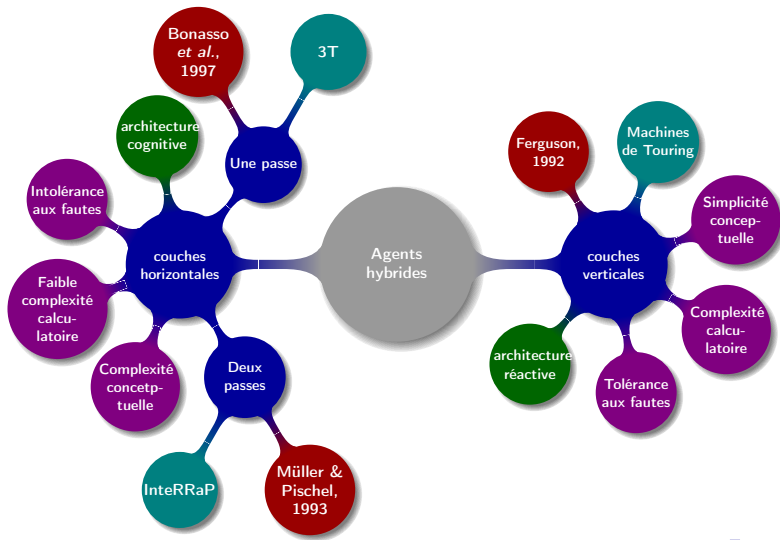 Bonasso
et al.,
1997
3T
architecture
cognitive
Une passe
Intolérance
aux fautes
couches
horizontales
Faible
complexité
calcu-
latoire
Complexité
concetp-
tuelle
Deux
passes
InteRRaP
Müller &
Pischel,
1993
Agents
hybrides
Ferguson,
1992
Machines
de Touring
Simplicité
concep-
tuelle
couches
verticales
Complexité
calcu-
latoire
architecture
réactive
Tolérance
aux fautes